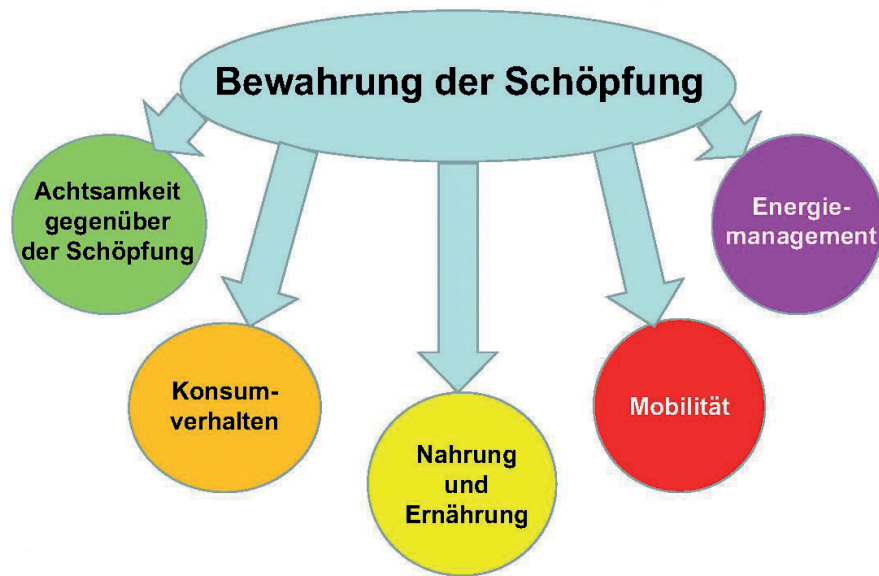 Bewahrung der Schöpfung
Achtsamkeit
gegenüber
der Schöpfung
Konsum-
verhalten
Nahrung
und
Ernährung
Mobilität
Energie-
management